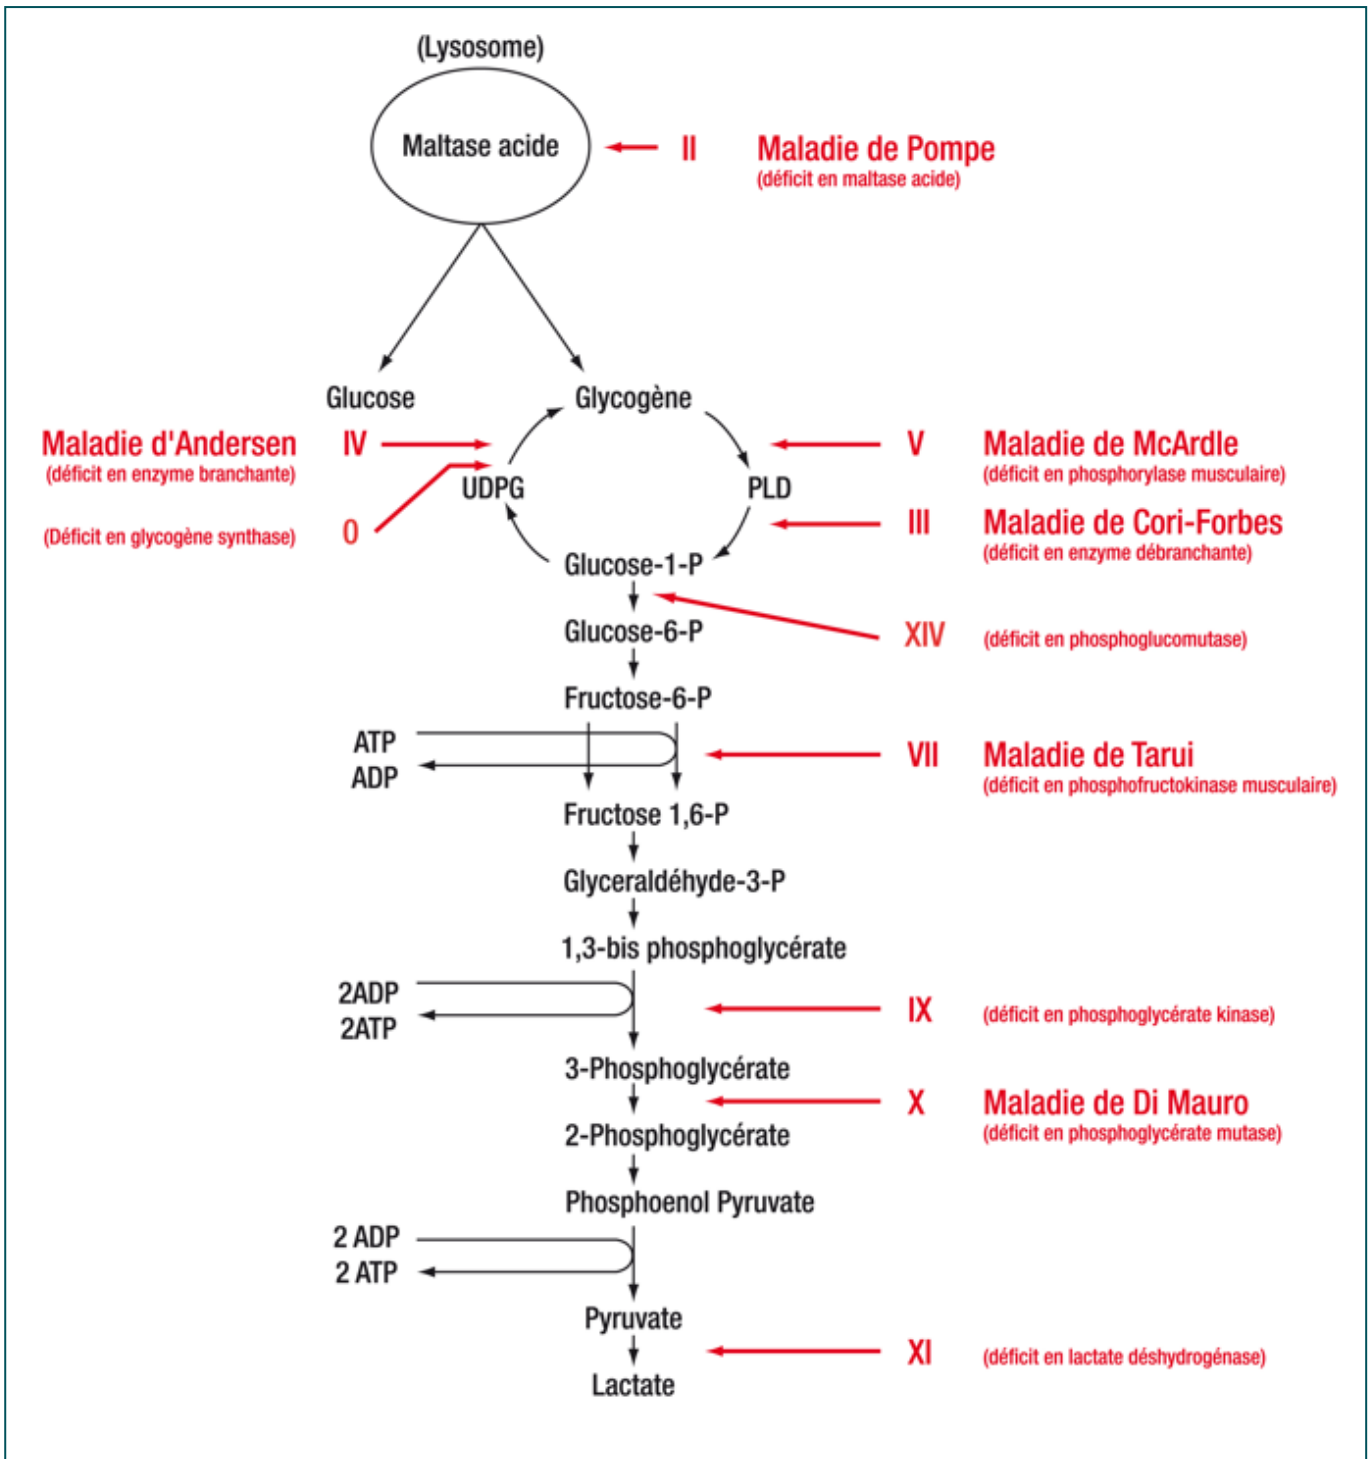 (Lysosome)
Maltase acide
II Maladie de Pompe
(déficit en maltase acide)
Glucose
Glycogène
Maladie d'Andersen IV
(déficit en enzyme branchante)
V Maladie de McArdle
(déficit en phosphorylase musculaire)
UDPG
PLD
(Déficit en glycogène synthase) 0
III Maladie de Cori-Forbes
(déficit en enzyme débranchante)
Glucose-1-P
Glucose-6-P
XIV (déficit en phosphoglucomutase)
Fructose-6-P
ATP
ADP
VII Maladie de Tarui
(déficit en phosphofructokinase musculaire)
Fructose 1,6-P
Glyceraldéhyde-3-P
1,3-bis phosphoglycérate
2ADP
2ATP
IX (déficit en phosphoglycérate kinase)
3-Phosphoglycérate
X Maladie de Di Mauro
(déficit en phosphoglycérate mutase)
2-Phosphoglycérate
Phosphoenol Pyruvate
2 ADP
2 ATP
Pyruvate
XI (déficit en lactate déshydrogénase)
Lactate